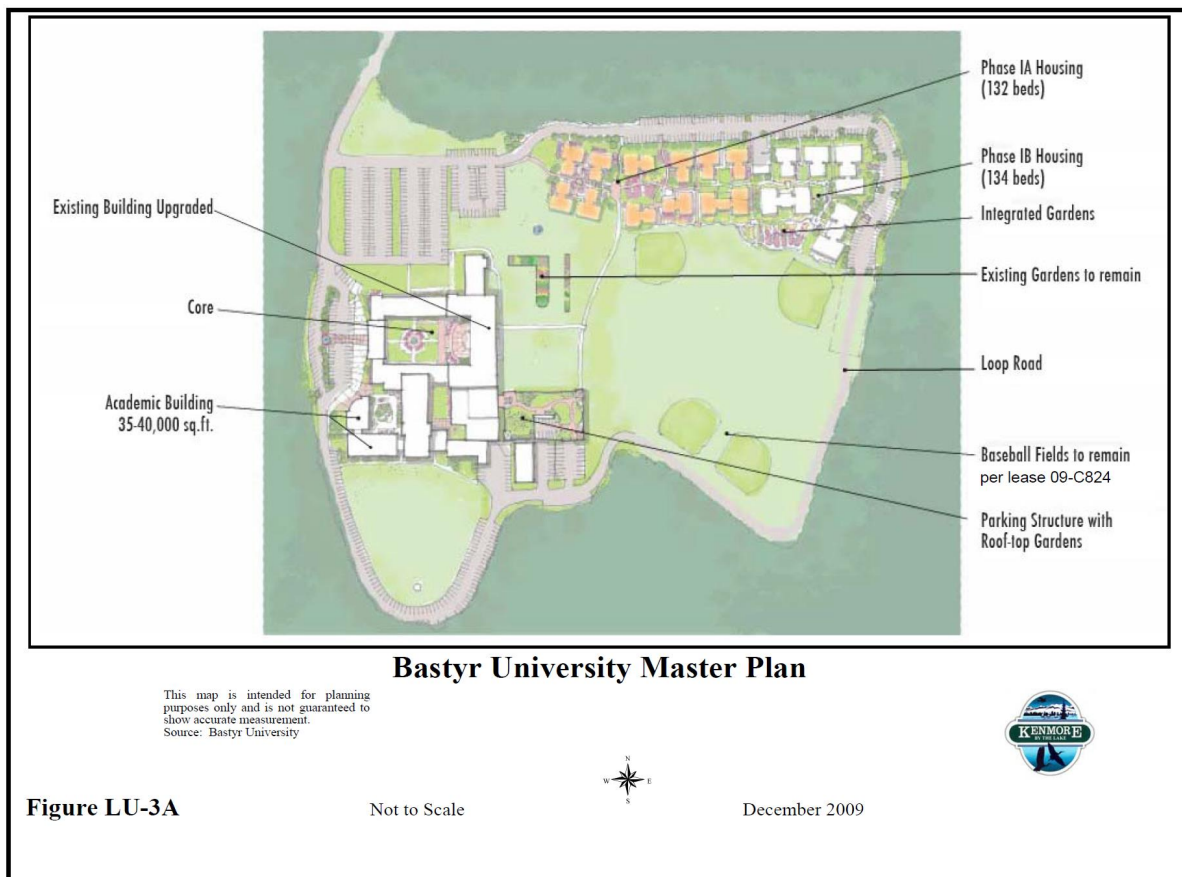 Phase IA Housing
(132 beds)
Phase IB Housing
(134 beds)
Existing Building Upgraded
Integrated Gardens
Existing Gardens to remain
Core
Loop Road
Academic Building
35-40,000 sq.ft.
Baseball Fields to remain
per lease 09-C824
Parking Structure with
Roof-top Gardens
Bastyr University Master Plan
This map is intended for planning
purposes only and is not guaranteed to
show accurate measurement.
Source: Bastyr University
KENMORE
BY THE LAKE
N
W E
S
Figure LU-3A
Not to Scale
December 2009